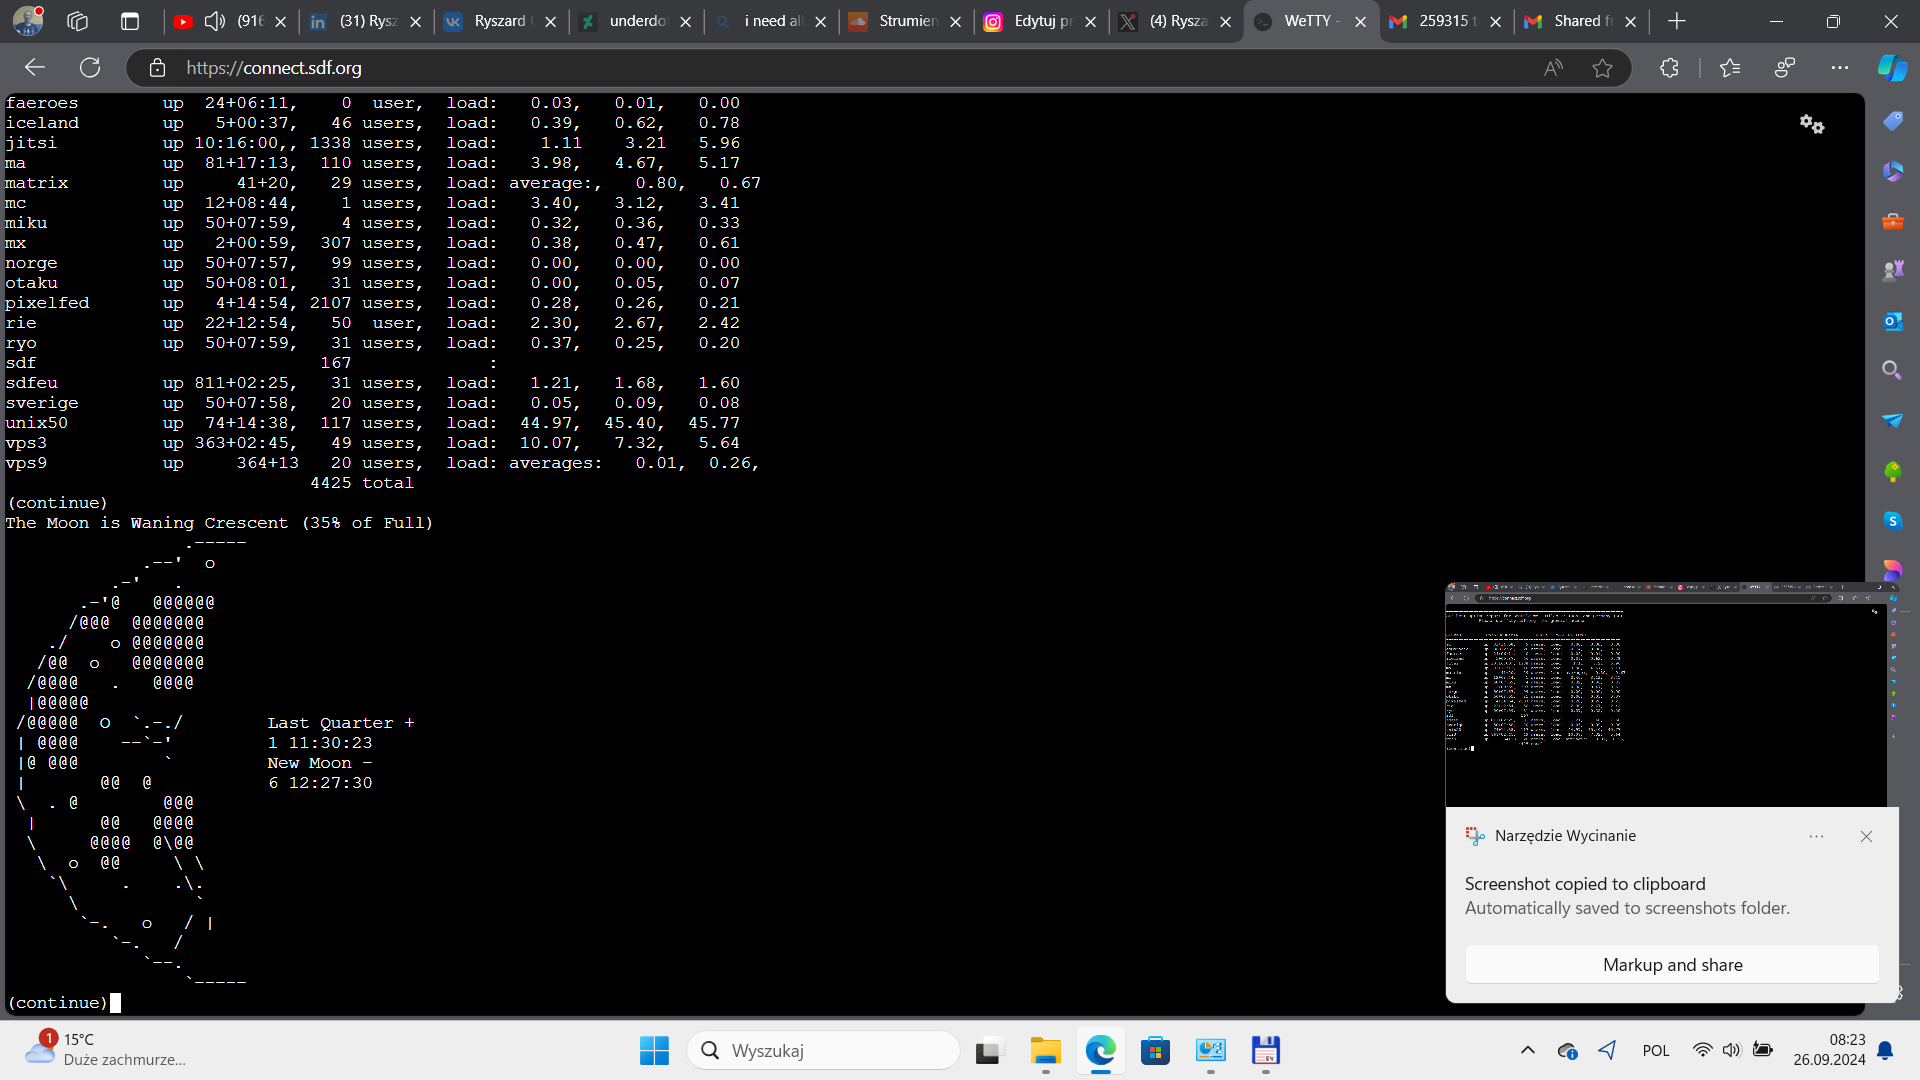 (916
(31) Rysz
Ryszard
underdo
i need all
Strumien
Edytuj pr
(4) Rysza
WeTTY -
259315 t
Shared fr
https://connect.sdf.org
faeroes up 24+06:11, 0 user, load: 0.03, 0.01, 0.00
iceland up 5+00:37, 46 users, load: 0.39, 0.62, 0.78
jitsi up 10:16:00,, 1338 users, load: 1.11 3.21 5.96
ma up 81+17:13, 110 users, load: 3.98, 4.67, 5.17
matrix up 41+20, 29 users, load: average:, 0.80, 0.67
mc up 12+08:44, 1 users, load: 3.40, 3.12, 3.41
miku up 50+07:59, 4 users, load: 0.32, 0.36, 0.33
mx up 2+00:59, 307 users, load: 0.38, 0.47, 0.61
norge up 50+07:57, 99 users, load: 0.00, 0.00, 0.00
otaku up 50+08:01, 31 users, load: 0.00, 0.05, 0.07
pixelfed up 4+14:54, 2107 users, load: 0.28, 0.26, 0.21
rie up 22+12:54, 50 user, load: 2.30, 2.67, 2.42
ryo up 50+07:59, 31 users, load: 0.37, 0.25, 0.20
sdf 167 :
sdfeu up 811+02:25, 31 users, load: 1.21, 1.68, 1.60
sverige up 50+07:58, 20 users, load: 0.05, 0.09, 0.08
unix50 up 74+14:38, 117 users, load: 44.97, 45.40, 45.77
vps3 up 363+02:45, 49 users, load: 10.07, 7.32, 5.64
vps9 up 364+13 20 users, load: averages: 0.01, 0.26,
4425 total
(continue)
The Moon is Waning Crescent (35% of Full)
Last Quarter +
1 11:30:23
New Moon -
6 12:27:30
(continue)
Narzędzie Wycinanie
Screenshot copied to clipboard
Automatically saved to screenshots folder.
Markup and share
1
15°C
Duże zachmurze...
Wyszukaj
POL
08:23
26.09.2024